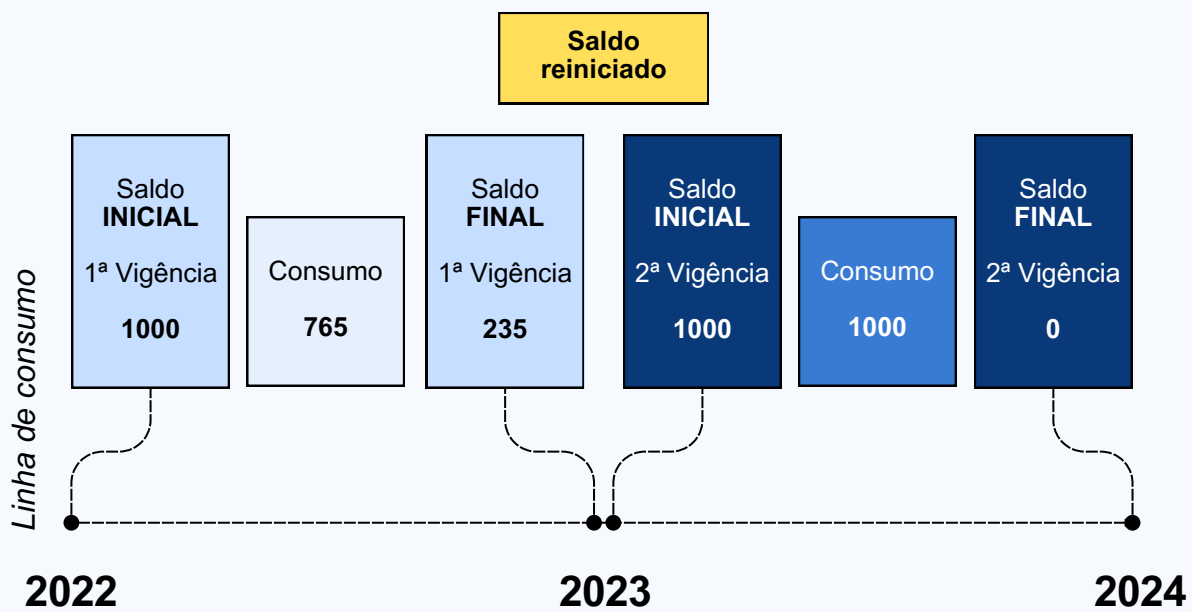 Saldo
reiniciado
Saldo
INICIAL
1ª Vigência
1000
Consumo
765
Saldo
FINAL
1ª Vigência
235
Saldo
INICIAL
2ª Vigência
1000
Consumo
1000
Saldo
FINAL
2ª Vigência
0
Linha de consumo
2022
2023
2024